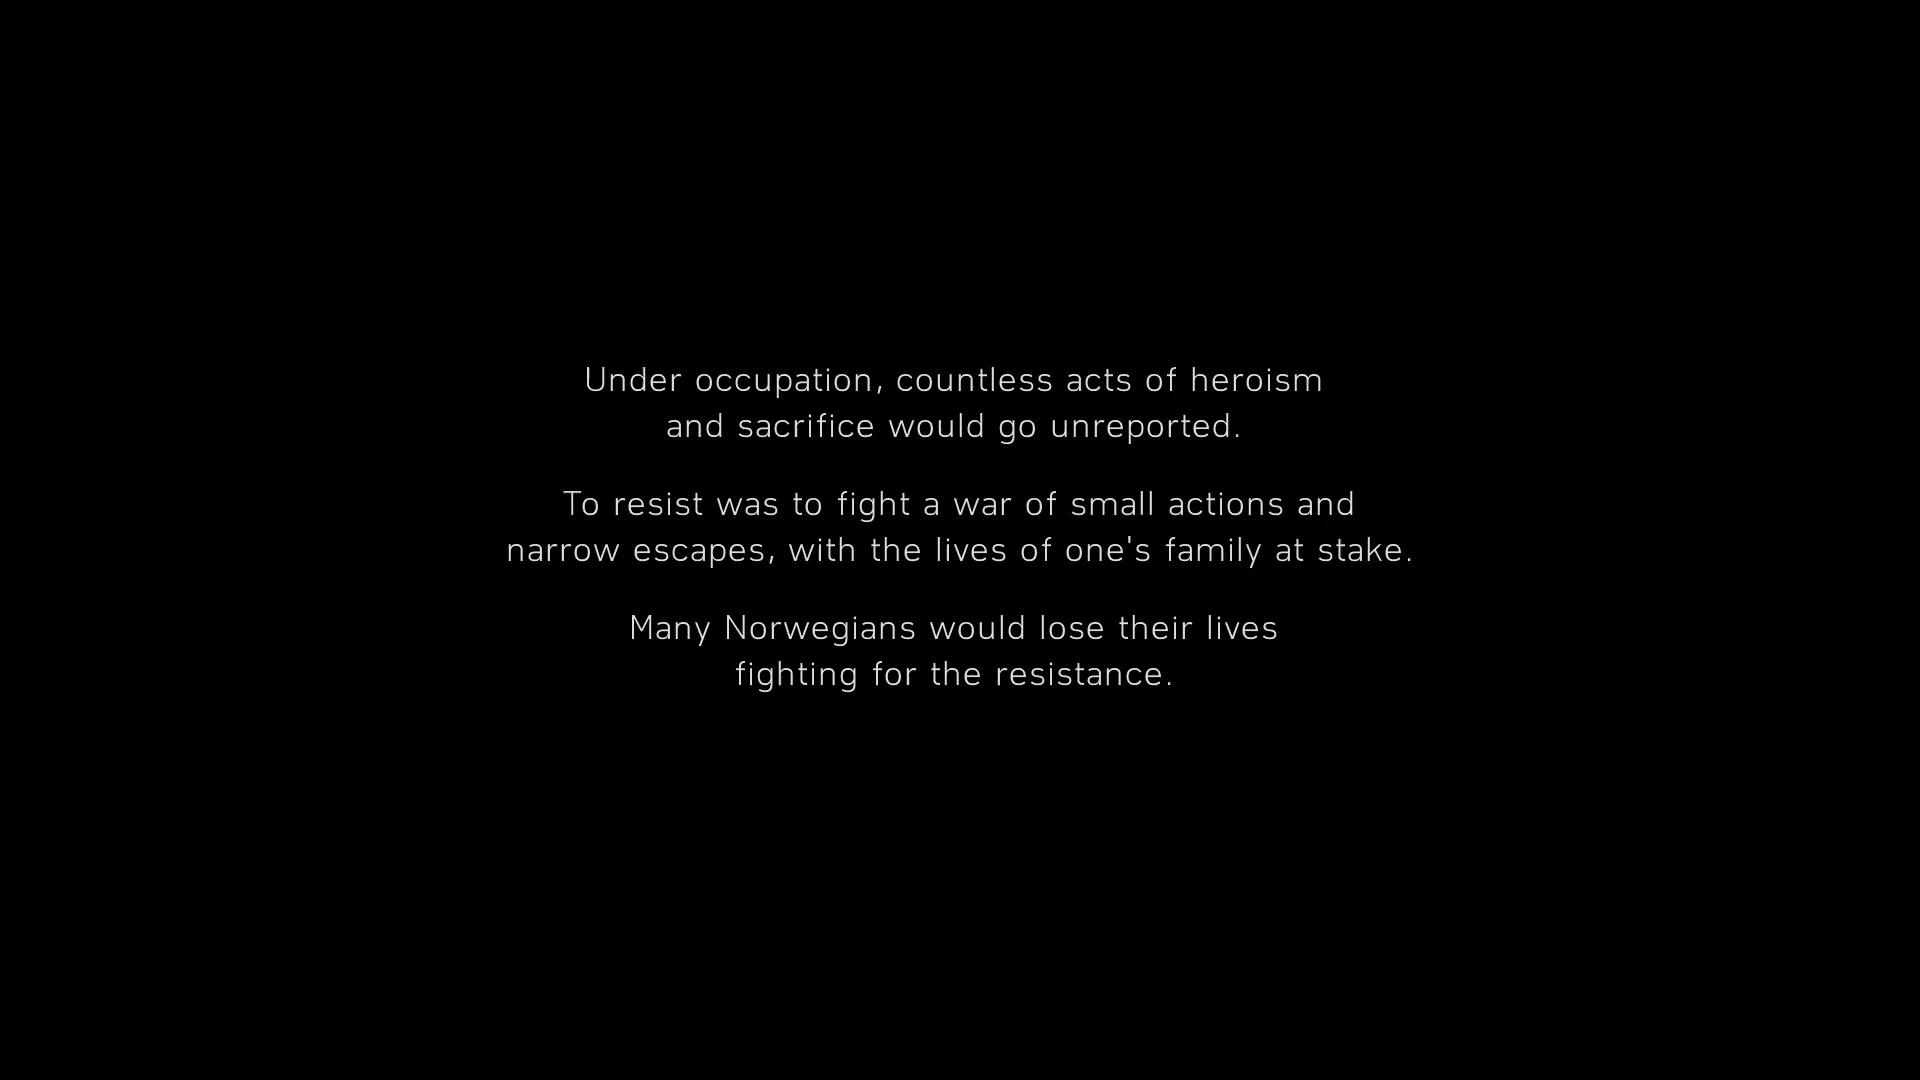 Under occupation, countless acts of heroism
and sacrifice would go unreported.
To resist was to fight a war of small actions and
narrow escapes, with the lives of one's family at stake.
Many Norwegians would lose their lives
fighting for the resistance.